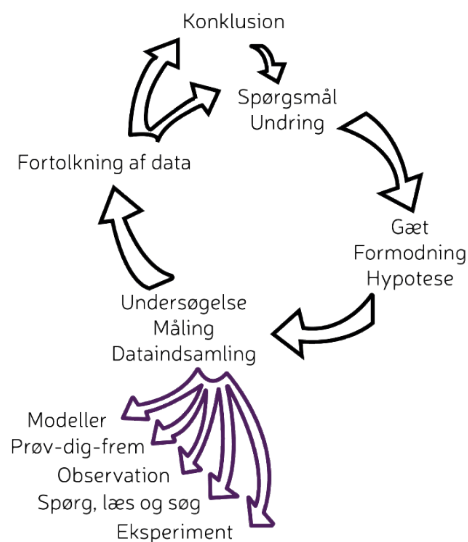 Konklusion
Spørgsmål
Undring
Fortolkning af data
Gæt
Formodning
Hypotese
Undersøgelse
Måling
Dataindsamling
Modeller
Prøv-dig-frem
Observation
Spørg, læs og søg
Eksperiment